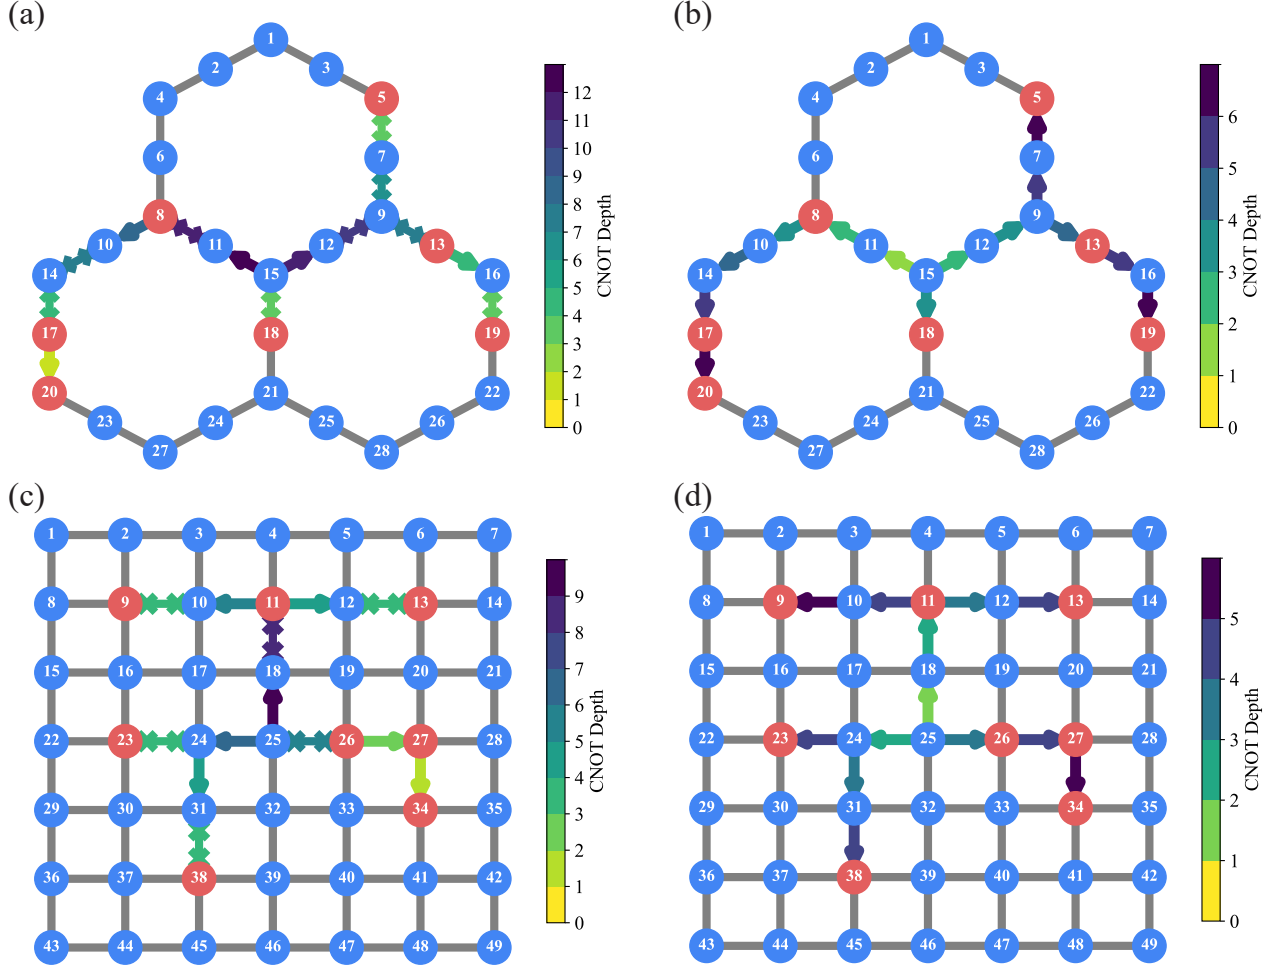 (a)
1
2 3
4 5
6 7
8 9
10 11 12 13
14 15 16
17 18 19
20 21 22
23 24 25 26
27 28
12
11
10
9
8
7
6
5
4
3
2
1
0
CNOT Depth
(b)
1
2 3
4 5
6 7
8 9
10 11 12 13
14 15 16
17 18 19
20 21 22
23 24 25 26
27 28
6
5
4
3
2
1
0
CNOT Depth
(c)
1 2 3 4 5 6 7
8 9 10 11 12 13 14
15 16 17 18 19 20 21
22 23 24 25 26 27 28
29 30 31 32 33 34 35
36 37 38 39 40 41 42
43 44 45 46 47 48 49
9
8
7
6
5
4
3
2
1
0
CNOT Depth
(d)
1 2 3 4 5 6 7
8 9 10 11 12 13 14
15 16 17 18 19 20 21
22 23 24 25 26 27 28
29 30 31 32 33 34 35
36 37 38 39 40 41 42
43 44 45 46 47 48 49
5
4
3
2
1
0
CNOT Depth